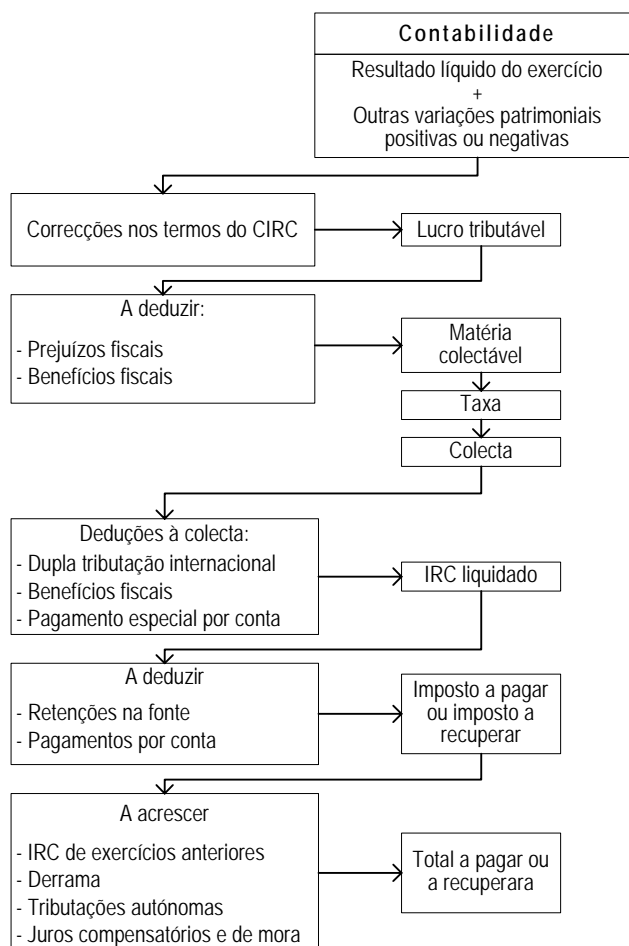 Contabilidade
Resultado líquido do exercício
+
Outras variações patrimoniais
positivas ou negativas
Correcções nos termos do CIRC
Lucro tributável
A deduzir:
- Prejuízos fiscais
- Benefícios fiscais
Matéria
colectável
Taxa
Colecta
Deduções à colecta:
- Dupla tributação internacional
- Benefícios fiscais
- Pagamento especial por conta
IRC liquidado
A deduzir
- Retenções na fonte
- Pagamentos por conta
Imposto a pagar
ou imposto a
recuperar
A acrescer
- IRC de exercícios anteriores
- Derrama
- Tributações autónomas
- Juros compensatórios e de mora
Total a pagar ou
a recuperara